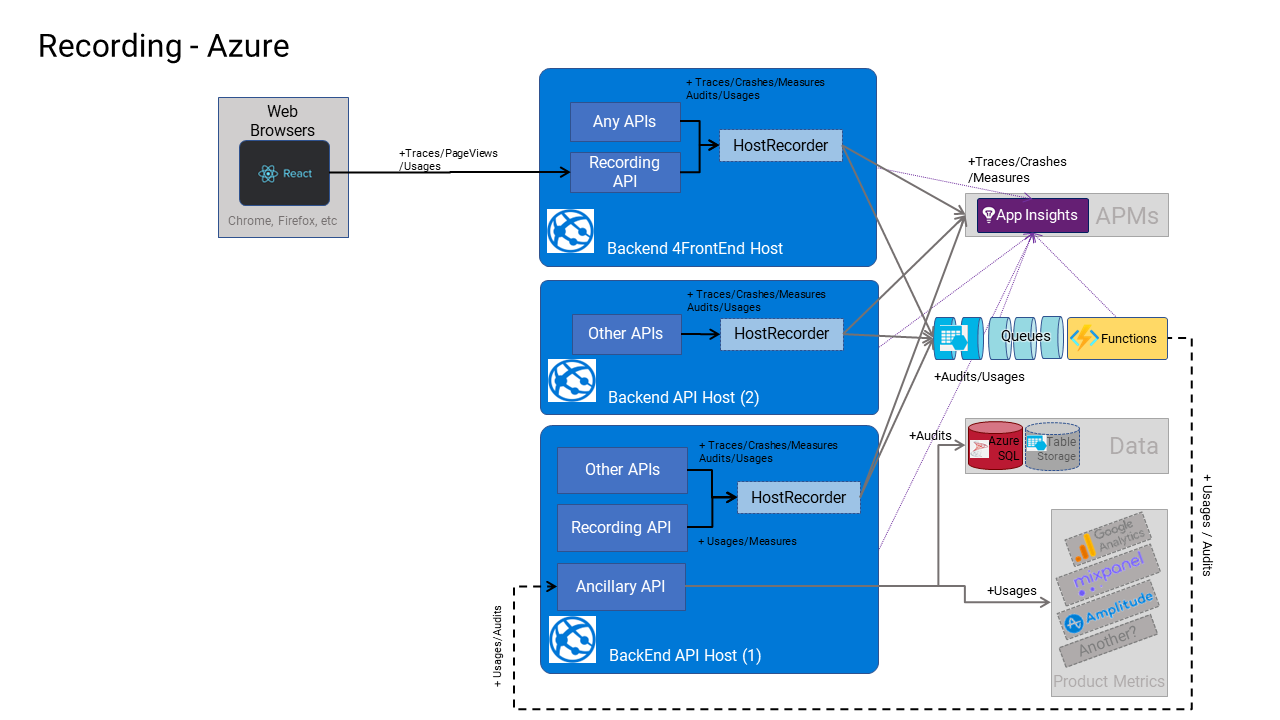 Recording - Azure
Web
Browsers
React
Chrome, Firefox, etc
+Traces/PageViews
/Usages
+ Traces/Crashes/Measures
Audits/Usages
Any APIs
Recording
API
HostRecorder
Backend 4FrontEnd Host
+ Traces/Crashes/Measures
Audits/Usages
Other APIs
HostRecorder
Backend API Host (2)
+ Traces/Crashes/Measures
Audits/Usages
Other APIs
HostRecorder
Recording API
+ Usages/Measures
Ancillary API
BackEnd API Host (1)
+ Usages/Audits
+Traces/Crashes
/Measures
App Insights
APMs
Queues
Functions
+Audits/Usages
+Audits
Azure
SQL
Table
Storage
Data
+ Usages / Audits
+Usages
Google
Analytics
mixpanel
Amplitude
Another?
Product Metrics